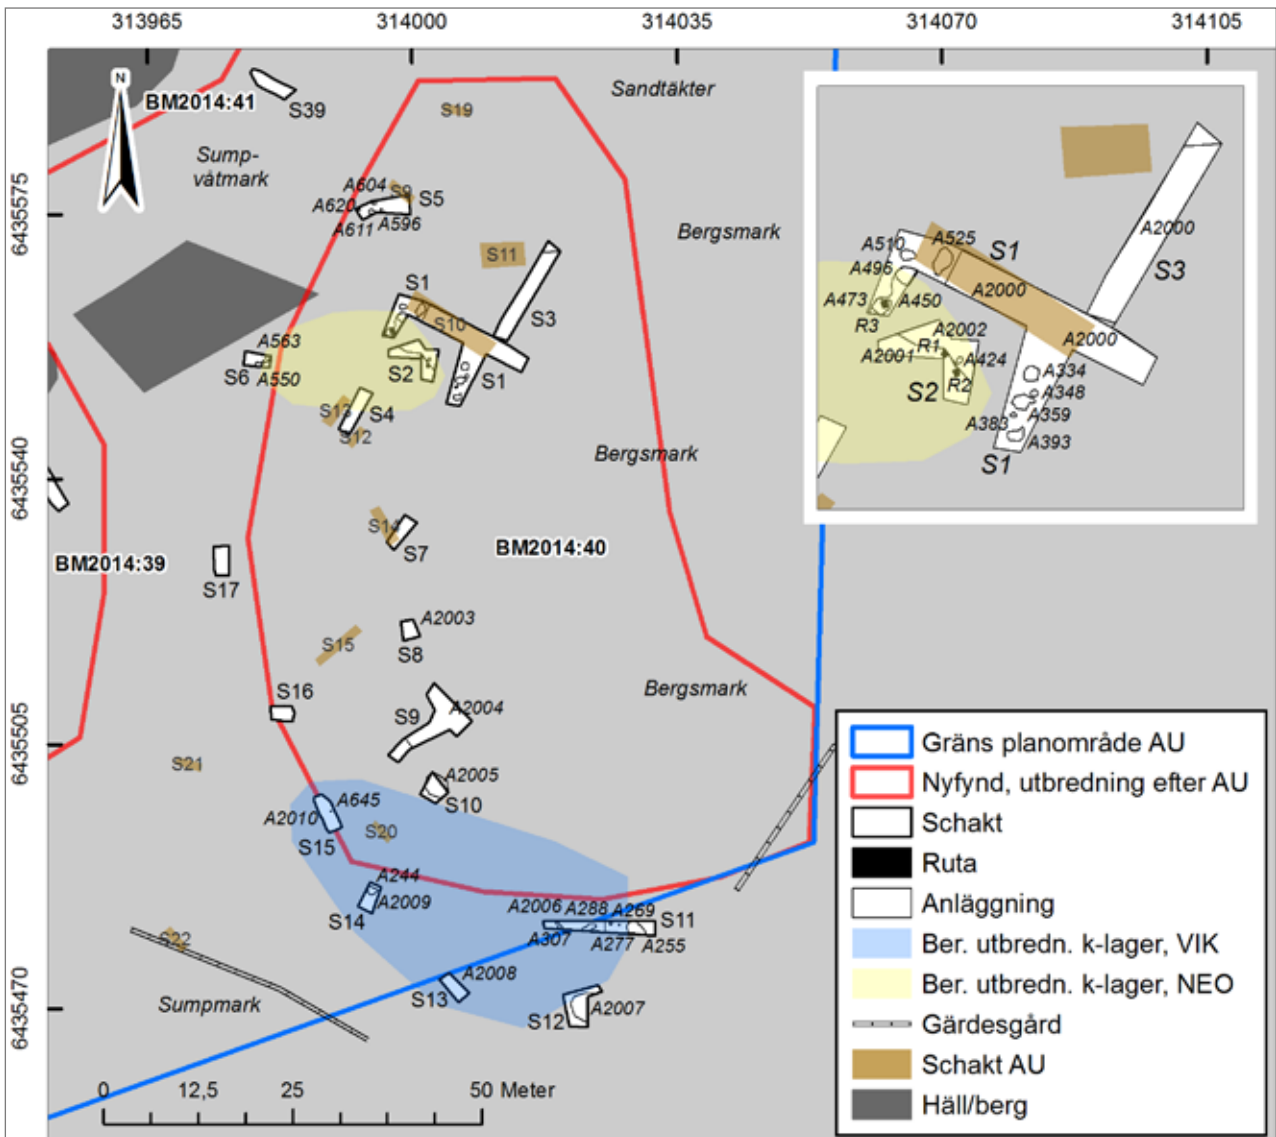 313965 314000 314035 314070 314105
6435575
6435540
6435505
6435470
N
BM2014:41
S39
S19
Sandtäkter
Sump-
våtmark
A604
S9
S5
A620
A611
A596
Bergsmark
S11
S1
S10
S3
A563
S6
A550
S2
S1
S13
S4
S12
Bergsmark
S14
S7
BM2014:40
BM2014:39
S17
A2003
S8
S15
Bergsmark
S16
S9
A2004
S21
A2005
S10
A645
A2010
S15
S20
A244
A2009
S14
A2006
A288
A269
S11
A307
A277
A255
S22
A2008
S13
Sumpmark
S12
A2007
0 12,5 25 50 Meter
A2000
S3
A510
A525
S1
A496
A2000
A473
A450
R3
A2002
A2000
A2001
R1
A424
R2
S2
A334
A348
A359
A383
A393
S1
Gräns planområde AU
Nyfynd, utbredning efter AU
Schakt
Ruta
Anläggning
Ber. utbredn. k-lager, VIK
Ber. utbredn. k-lager, NEO
Gärdesgård
Schakt AU
Häll/berg